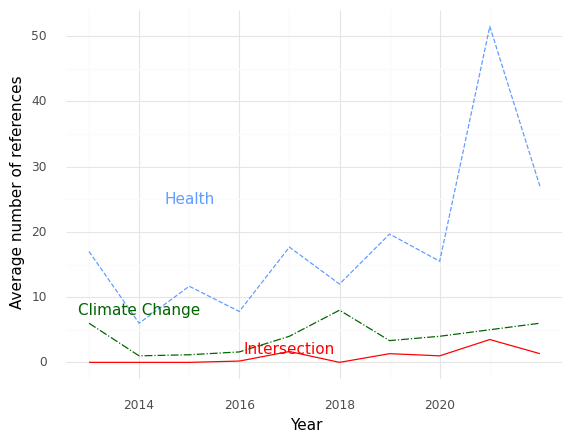 50
40
30
20
10
0
Average number of references
Health
Climate Change
Intersection
2014
2016
2018
2020
Year